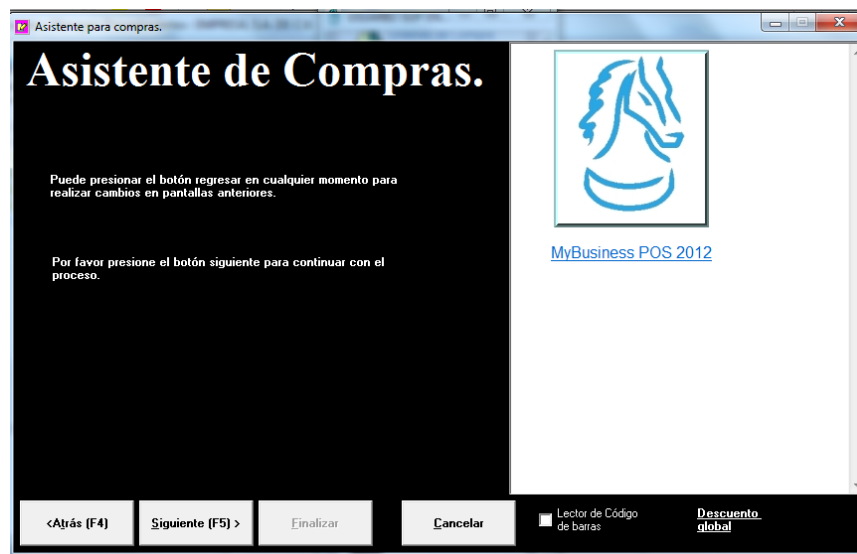 Asistente para compras.
Asistente de Compras.
Puede presionar el botón regresar en cualquier momento para
realizar cambios en pantallas anteriores.
Por favor presione el botón siguiente para continuar con el
proceso.
MyBusiness POS 2012
<Atrás (F4)
Siguiente (F5) >
Finalizar
Cancelar
Lector de Código
de barras
Descuento
global